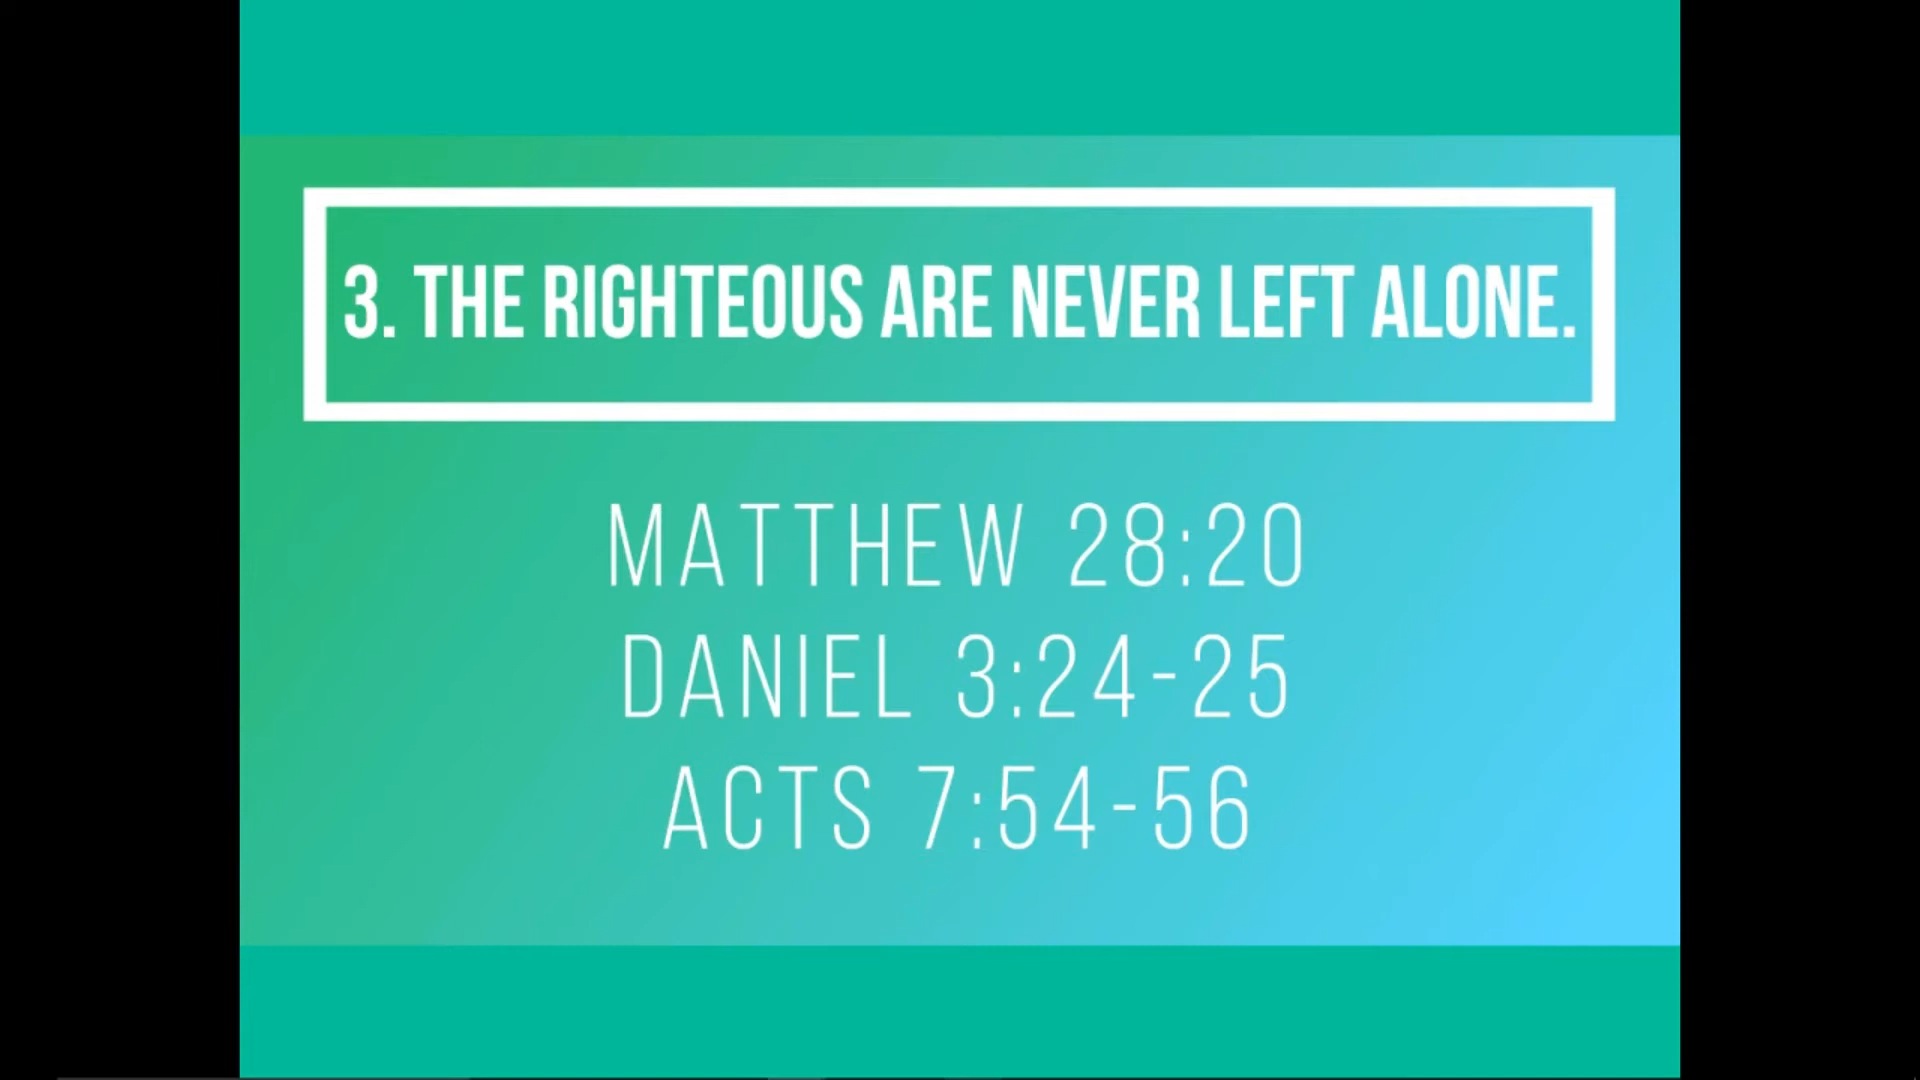 3. THE RIGHTEOUS ARE NEVER LEFT ALONE.
MATTHEW 28:20
DANIEL 3:24-25
ACTS 7:54-56